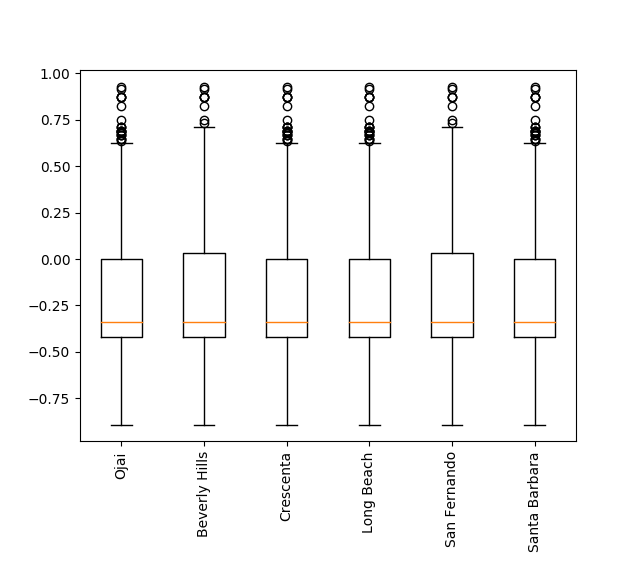 1.00
0.75
0.50
0.25
0.00
−0.25
−0.50
−0.75
Ojai
Beverly Hills
Crescenta
Long Beach
San Fernando
Santa Barbara